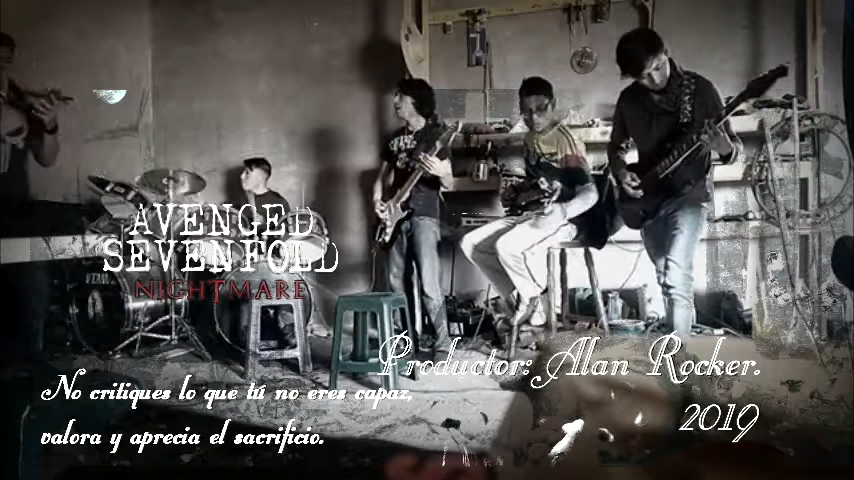 AVENGED
SEVENFOLD
NIGHTMARE
Productor: Alan Rocker.
No critiques lo que tú no eres capaz,
2019
valora y aprecia el sacrificio.